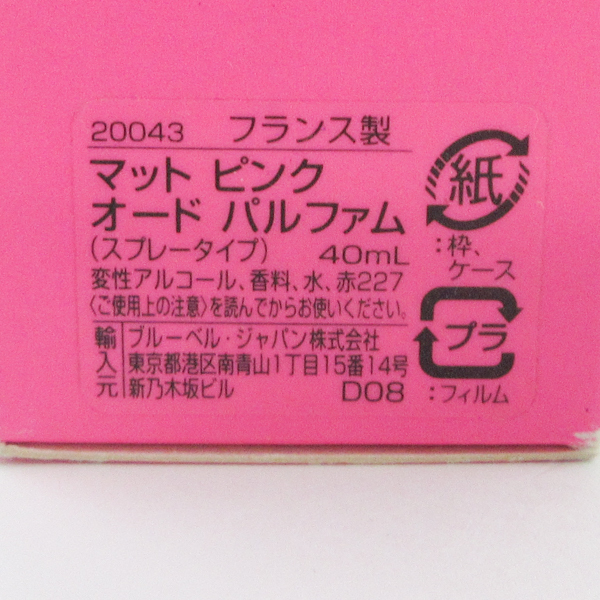 20043 フランス製
マット ピンク
オード パルファム
(スプレータイプ) 40mL
変性アルコール、香料、水、赤227
〈ご使用上の注意〉を読んでからお使いください。
輸入元
ブルーベル・ジャパン株式会社
東京都港区南青山1丁目15番14号
新乃木坂ビル D08
紙
:枠、
ケース
プラ
:フィルム